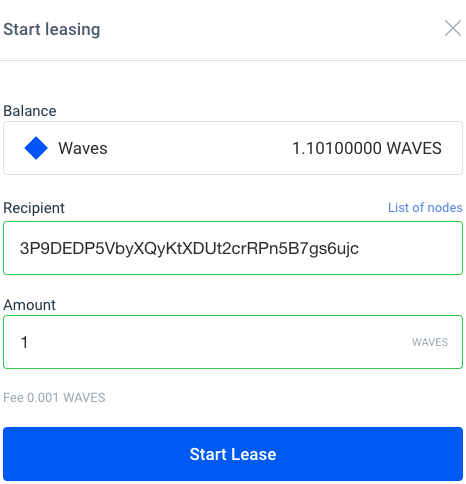 Start leasing
Balance
Waves 1.10100000 WAVES
Recipient List of nodes
3P9DEDP5VbyXQyKtXDUt2crRPn5B7gs6ujc
Amount
1 WAVES
Fee 0.001 WAVES
Start Lease